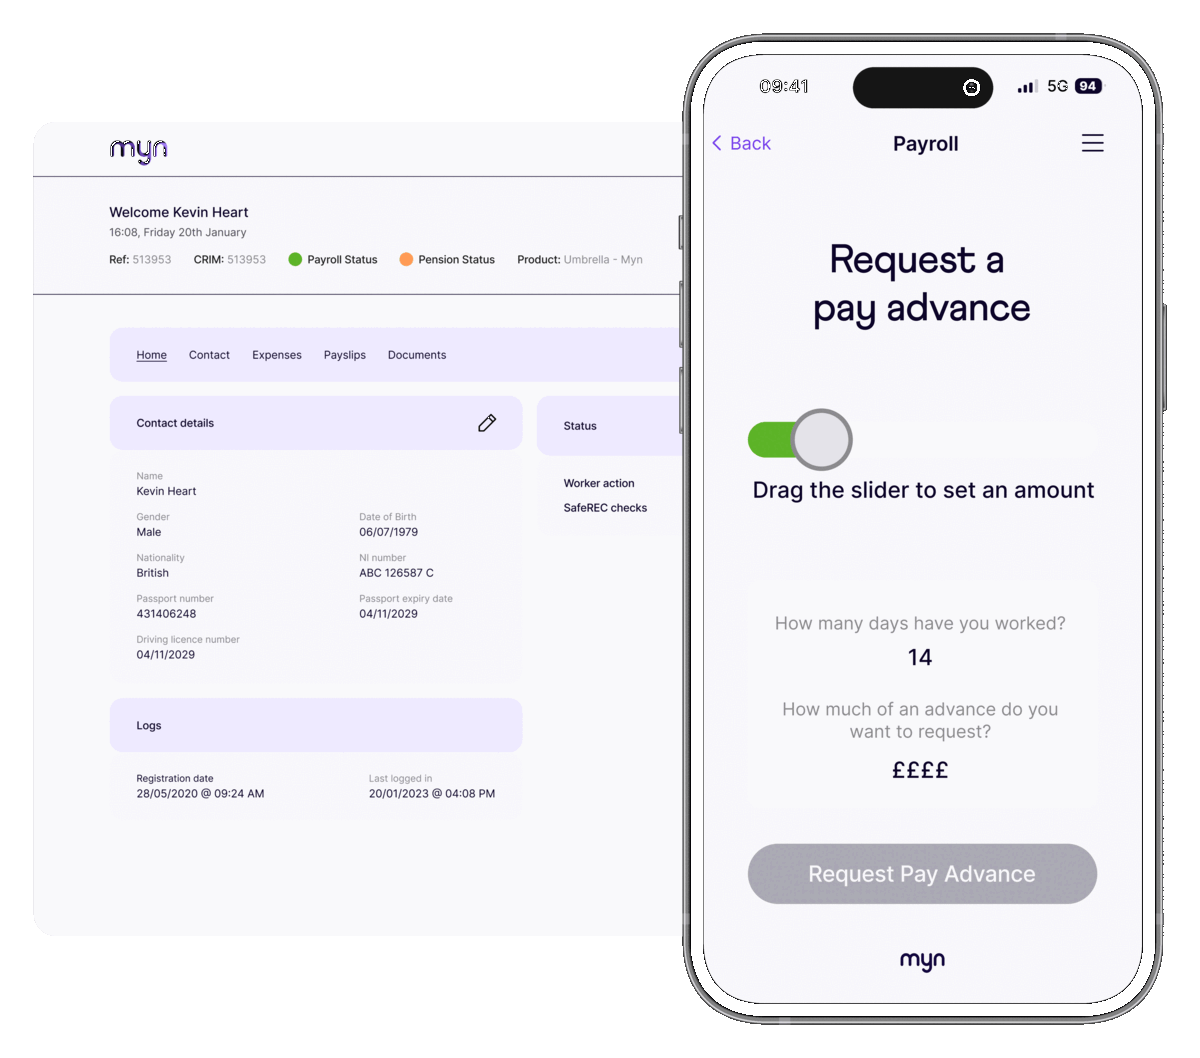 myn
Welcome Kevin Heart
16:08, Friday 20th January
Ref: 513953 CRIM: 513953 Payroll Status Pension Status Product: Umbrella - Myn
Home Contact Expenses Payslips Documents
Contact details
Name
Kevin Heart
Gender Date of Birth
Male 06/07/1979
Nationality NI number
British ABC 126587 C
Passport number Passport expiry date
431406248 04/11/2029
Driving licence number
04/11/2029
Status
Worker action
SafeREC checks
Logs
Registration date Last logged in
28/05/2020 @ 09:24 AM 20/01/2023 @ 04:08 PM
09:41 5G 94
Back Payroll
Request a
pay advance
Drag the slider to set an amount
How many days have you worked?
14
How much of an advance do you
want to request?
££££
Request Pay Advance
myn